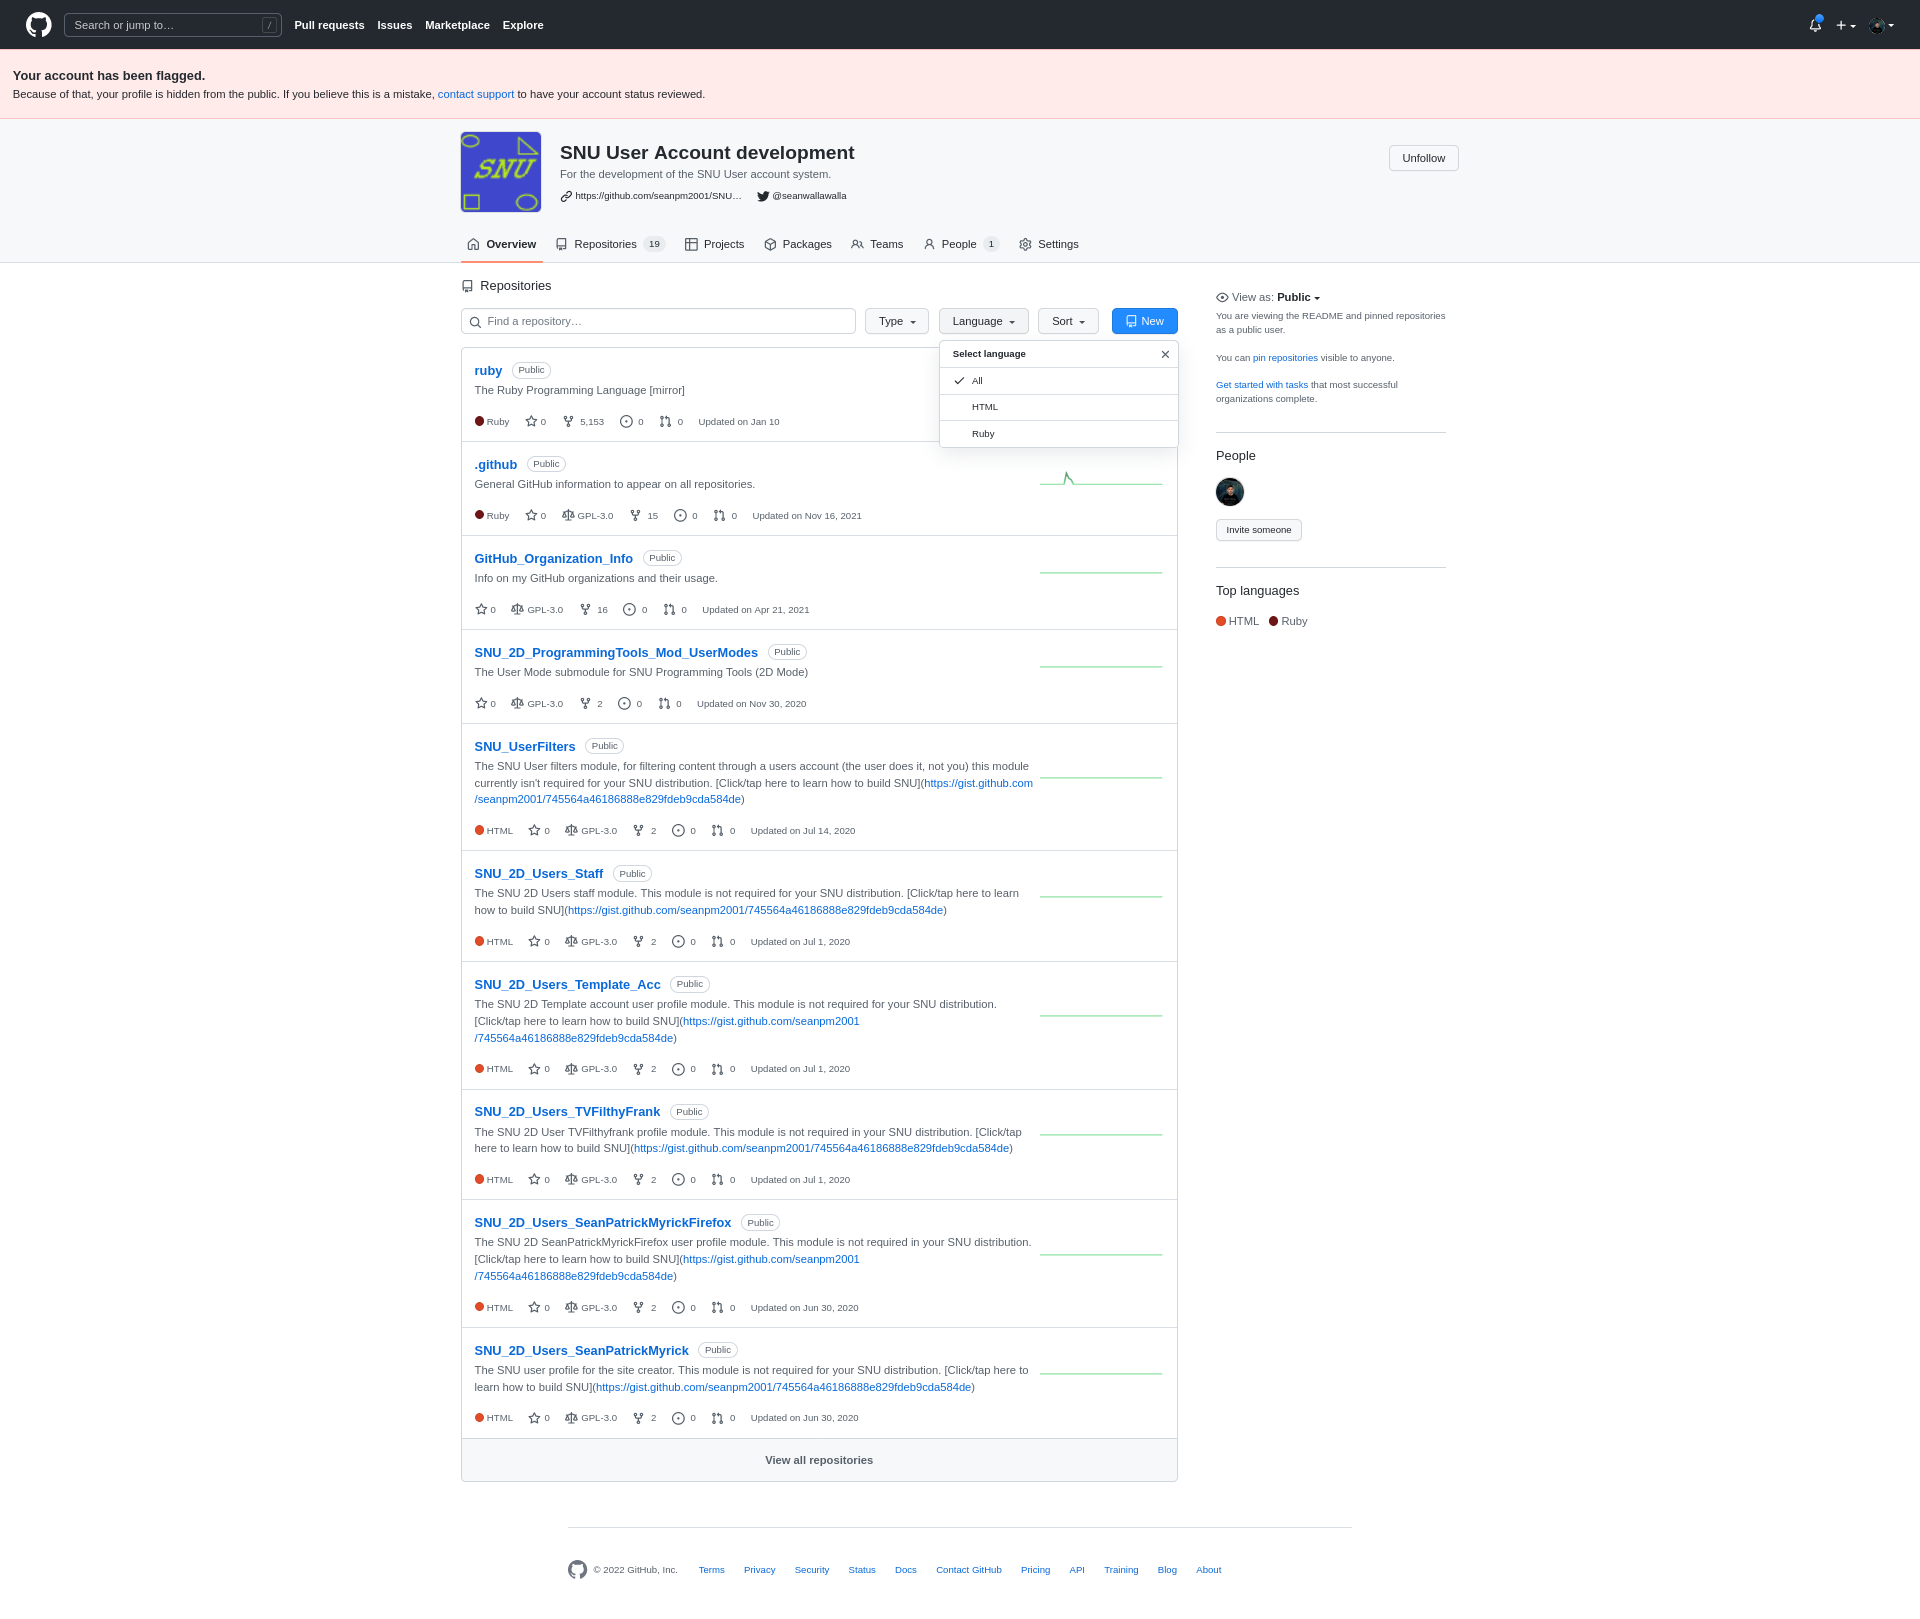 Search or jump to… /
Pull requests Issues Marketplace Explore
Your account has been flagged.
Because of that, your profile is hidden from the public. If you believe this is a mistake, contact support to have your account status reviewed.
SNU
SNU User Account development
For the development of the SNU User account system.
https://github.com/seanpm2001/SNU… @seanwallawalla
Unfollow
Overview Repositories 19 Projects Packages Teams People 1 Settings
Repositories
Find a repository… Type Language Sort New
Select language
All
HTML
Ruby
ruby Public
The Ruby Programming Language [mirror]
Ruby 0 5,153 0 0 Updated on Jan 10
.github Public
General GitHub information to appear on all repositories.
Ruby 0 GPL-3.0 15 0 0 Updated on Nov 16, 2021
GitHub_Organization_Info Public
Info on my GitHub organizations and their usage.
0 GPL-3.0 16 0 0 Updated on Apr 21, 2021
SNU_2D_ProgrammingTools_Mod_UserModes Public
The User Mode submodule for SNU Programming Tools (2D Mode)
0 GPL-3.0 2 0 0 Updated on Nov 30, 2020
SNU_UserFilters Public
The SNU User filters module, for filtering content through a users account (the user does it, not you) this module
currently isn't required for your SNU distribution. [Click/tap here to learn how to build SNU](https://gist.github.com
/seanpm2001/745564a46186888e829fdeb9cda584de)
HTML 0 GPL-3.0 2 0 0 Updated on Jul 14, 2020
SNU_2D_Users_Staff Public
The SNU 2D Users staff module. This module is not required for your SNU distribution. [Click/tap here to learn
how to build SNU](https://gist.github.com/seanpm2001/745564a46186888e829fdeb9cda584de)
HTML 0 GPL-3.0 2 0 0 Updated on Jul 1, 2020
SNU_2D_Users_Template_Acc Public
The SNU 2D Template account user profile module. This module is not required for your SNU distribution.
[Click/tap here to learn how to build SNU](https://gist.github.com/seanpm2001
/745564a46186888e829fdeb9cda584de)
HTML 0 GPL-3.0 2 0 0 Updated on Jul 1, 2020
SNU_2D_Users_TVFilthyFrank Public
The SNU 2D User TVFilthyfrank profile module. This module is not required in your SNU distribution. [Click/tap
here to learn how to build SNU](https://gist.github.com/seanpm2001/745564a46186888e829fdeb9cda584de)
HTML 0 GPL-3.0 2 0 0 Updated on Jul 1, 2020
SNU_2D_Users_SeanPatrickMyrickFirefox Public
The SNU 2D SeanPatrickMyrickFirefox user profile module. This module is not required in your SNU distribution.
[Click/tap here to learn how to build SNU](https://gist.github.com/seanpm2001
/745564a46186888e829fdeb9cda584de)
HTML 0 GPL-3.0 2 0 0 Updated on Jun 30, 2020
SNU_2D_Users_SeanPatrickMyrick Public
The SNU user profile for the site creator. This module is not required for your SNU distribution. [Click/tap here to
learn how to build SNU](https://gist.github.com/seanpm2001/745564a46186888e829fdeb9cda584de)
HTML 0 GPL-3.0 2 0 0 Updated on Jun 30, 2020
View all repositories
View as: Public
You are viewing the README and pinned repositories
as a public user.
You can pin repositories visible to anyone.
Get started with tasks that most successful
organizations complete.
People
Invite someone
Top languages
HTML Ruby
© 2022 GitHub, Inc. Terms Privacy Security Status Docs Contact GitHub Pricing API Training Blog About